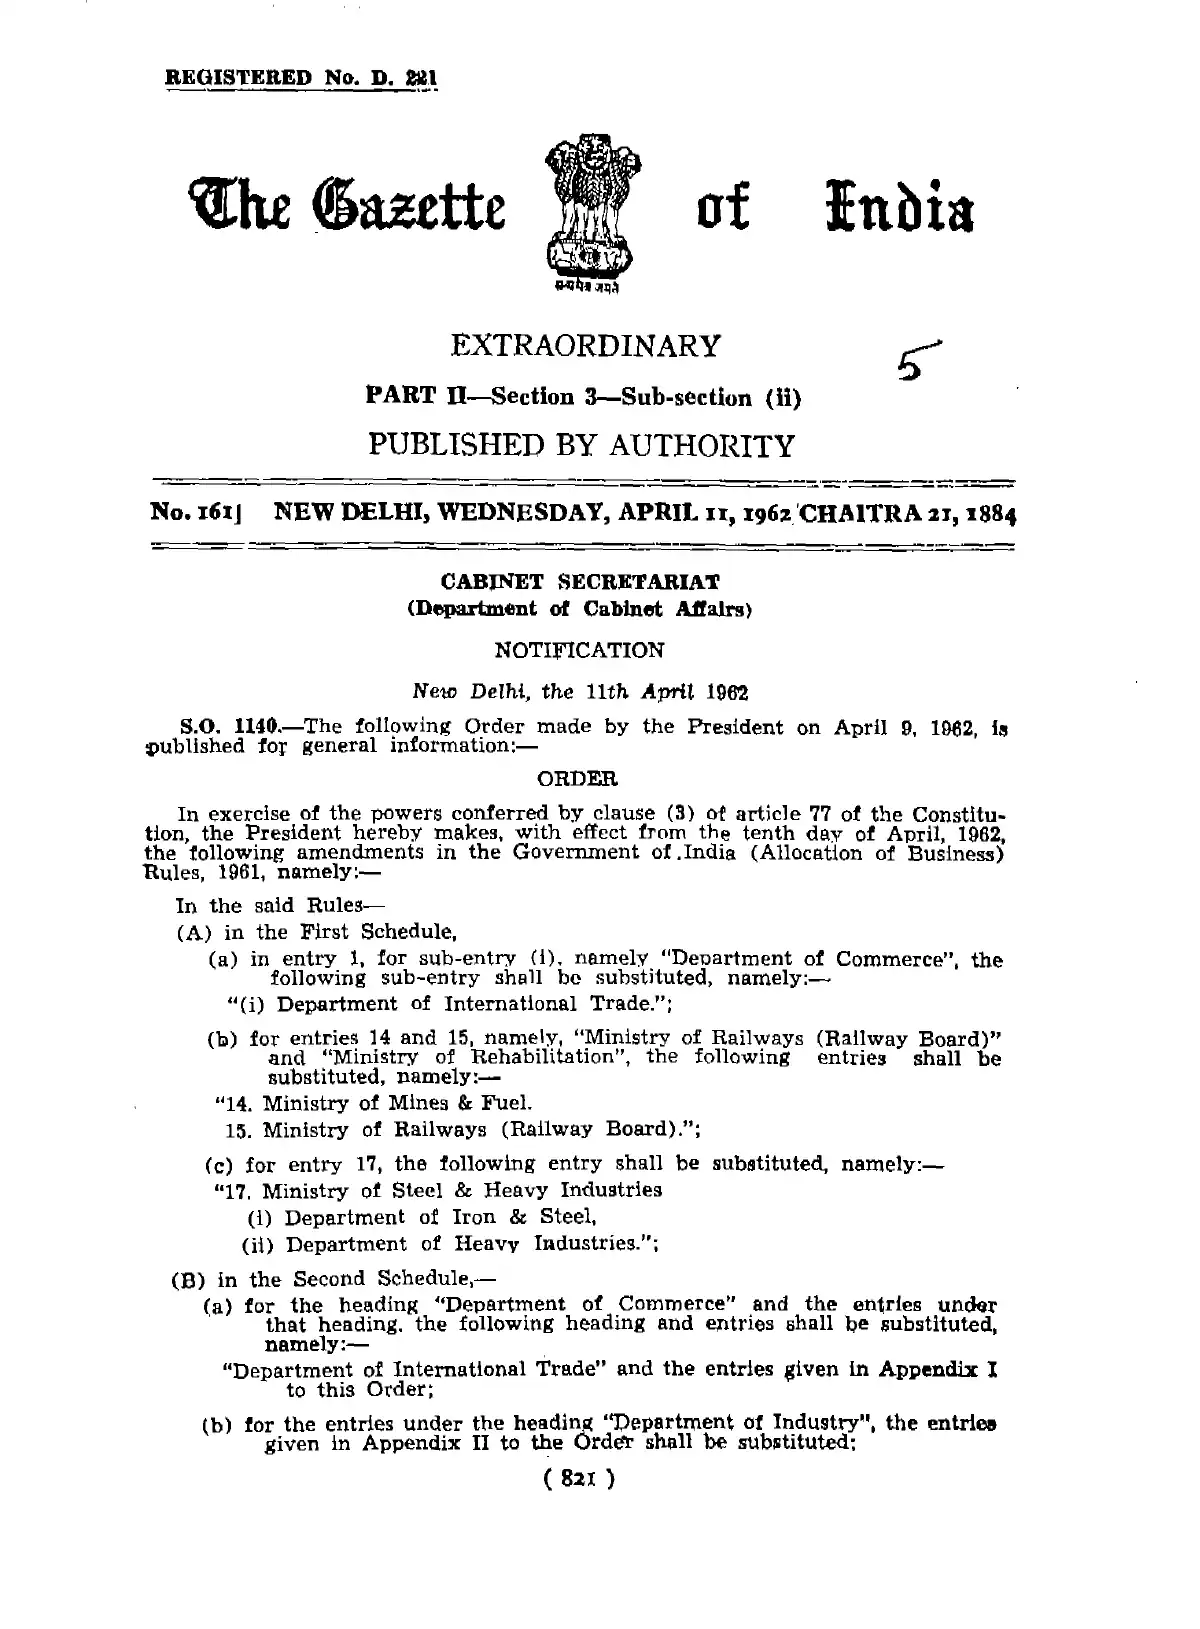 REGISTERED No. D. 221
The Gazette of India
सत्यमेव जयते
EXTRAORDINARY
5
PART II—Section 3—Sub-section (ii)
PUBLISHED BY AUTHORITY
No. 161] NEW DELHI, WEDNESDAY, APRIL 11, 1962/CHAITRA 21, 1884
CABINET SECRETARIAT
(Department of Cabinet Affairs)
NOTIFICATION
New Delhi, the 11th April 1962
S.O. 1140.—The following Order made by the President on April 9, 1962, is
published for general information:—
ORDER
In exercise of the powers conferred by clause (3) of article 77 of the Constitu-
tion, the President hereby makes, with effect from the tenth day of April, 1962,
the following amendments in the Government of India (Allocation of Business)
Rules, 1961, namely:—
In the said Rules—
(A) in the First Schedule,
(a) in entry 1, for sub-entry (i), namely "Department of Commerce", the
following sub-entry shall be substituted, namely:—
"(i) Department of International Trade.";
(b) for entries 14 and 15, namely, "Ministry of Railways (Railway Board)"
and "Ministry of Rehabilitation", the following entries shall be
substituted, namely:—
"14. Ministry of Mines & Fuel.
15. Ministry of Railways (Railway Board).";
(c) for entry 17, the following entry shall be substituted, namely:—
"17. Ministry of Steel & Heavy Industries
(i) Department of Iron & Steel,
(ii) Department of Heavy Industries.";
(B) in the Second Schedule,—
(a) for the heading "Department of Commerce" and the entries under
that heading, the following heading and entries shall be substituted,
namely:—
"Department of International Trade" and the entries given in Appendix I
to this Order;
(b) for the entries under the heading "Department of Industry", the entries
given in Appendix II to the Order shall be substituted;
( 821 )